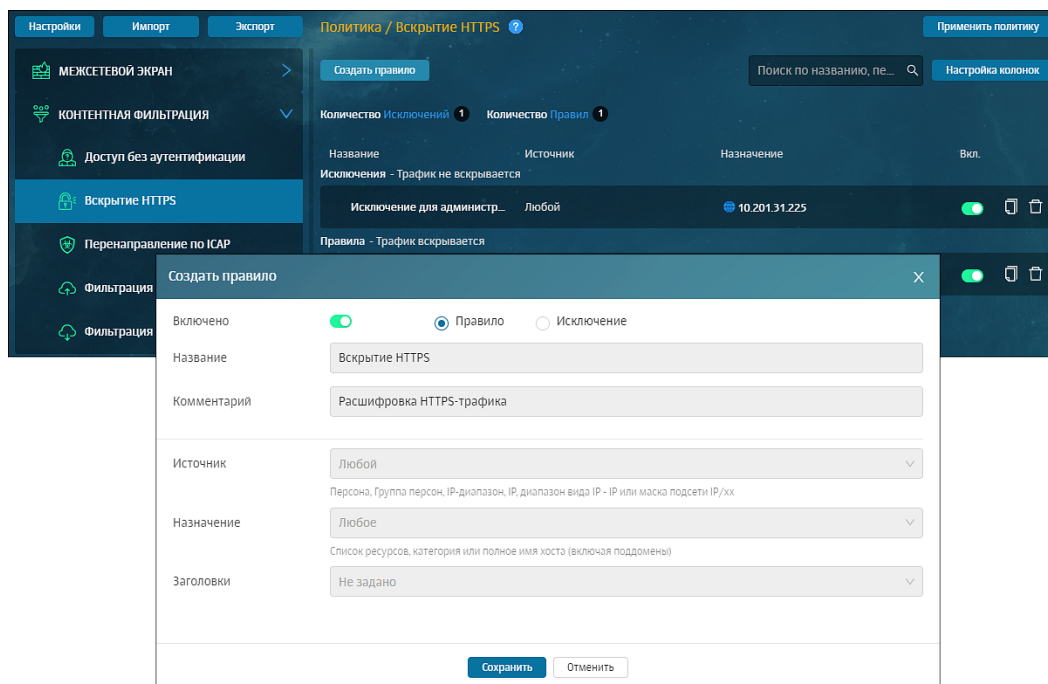 Настройки Импорт Экспорт Политика / Вскрытие HTTPS ? Применить политику
МЕЖСЕТЕВОЙ ЭКРАН Создать правило Поиск по названию, пе... Настройка колонок
КОНТЕНТНАЯ ФИЛЬТРАЦИЯ Количество Исключений 1 Количество Правил 1
Доступ без аутентификации Название Источник Назначение Вкл.
Исключения - Трафик не вскрывается
Вскрытие HTTPS Исключение для администр... Любой 10.201.31.225
Перенаправление по ICAP Правила - Трафик вскрывается
Фильтрация
Фильтрация
Создать правило X
Включено Правило Исключение
Название Вскрытие HTTPS
Комментарий Расшифровка HTTPS-трафика
Источник Любой
Персона, Группа персон, IP-диапазон, IP, диапазон вида IP - IP или маска подсети IP/xx
Назначение Любое
Список ресурсов, категория или полное имя хоста (включая поддомены)
Заголовки Не задано
Сохранить Отменить